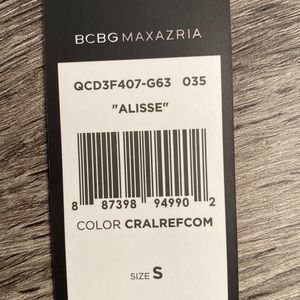 BCBGMAXAZRIA
QCD3F407-G63 035
"ALISSE"
8 87398 94990 2
COLOR CRALREFCOM
SIZE S